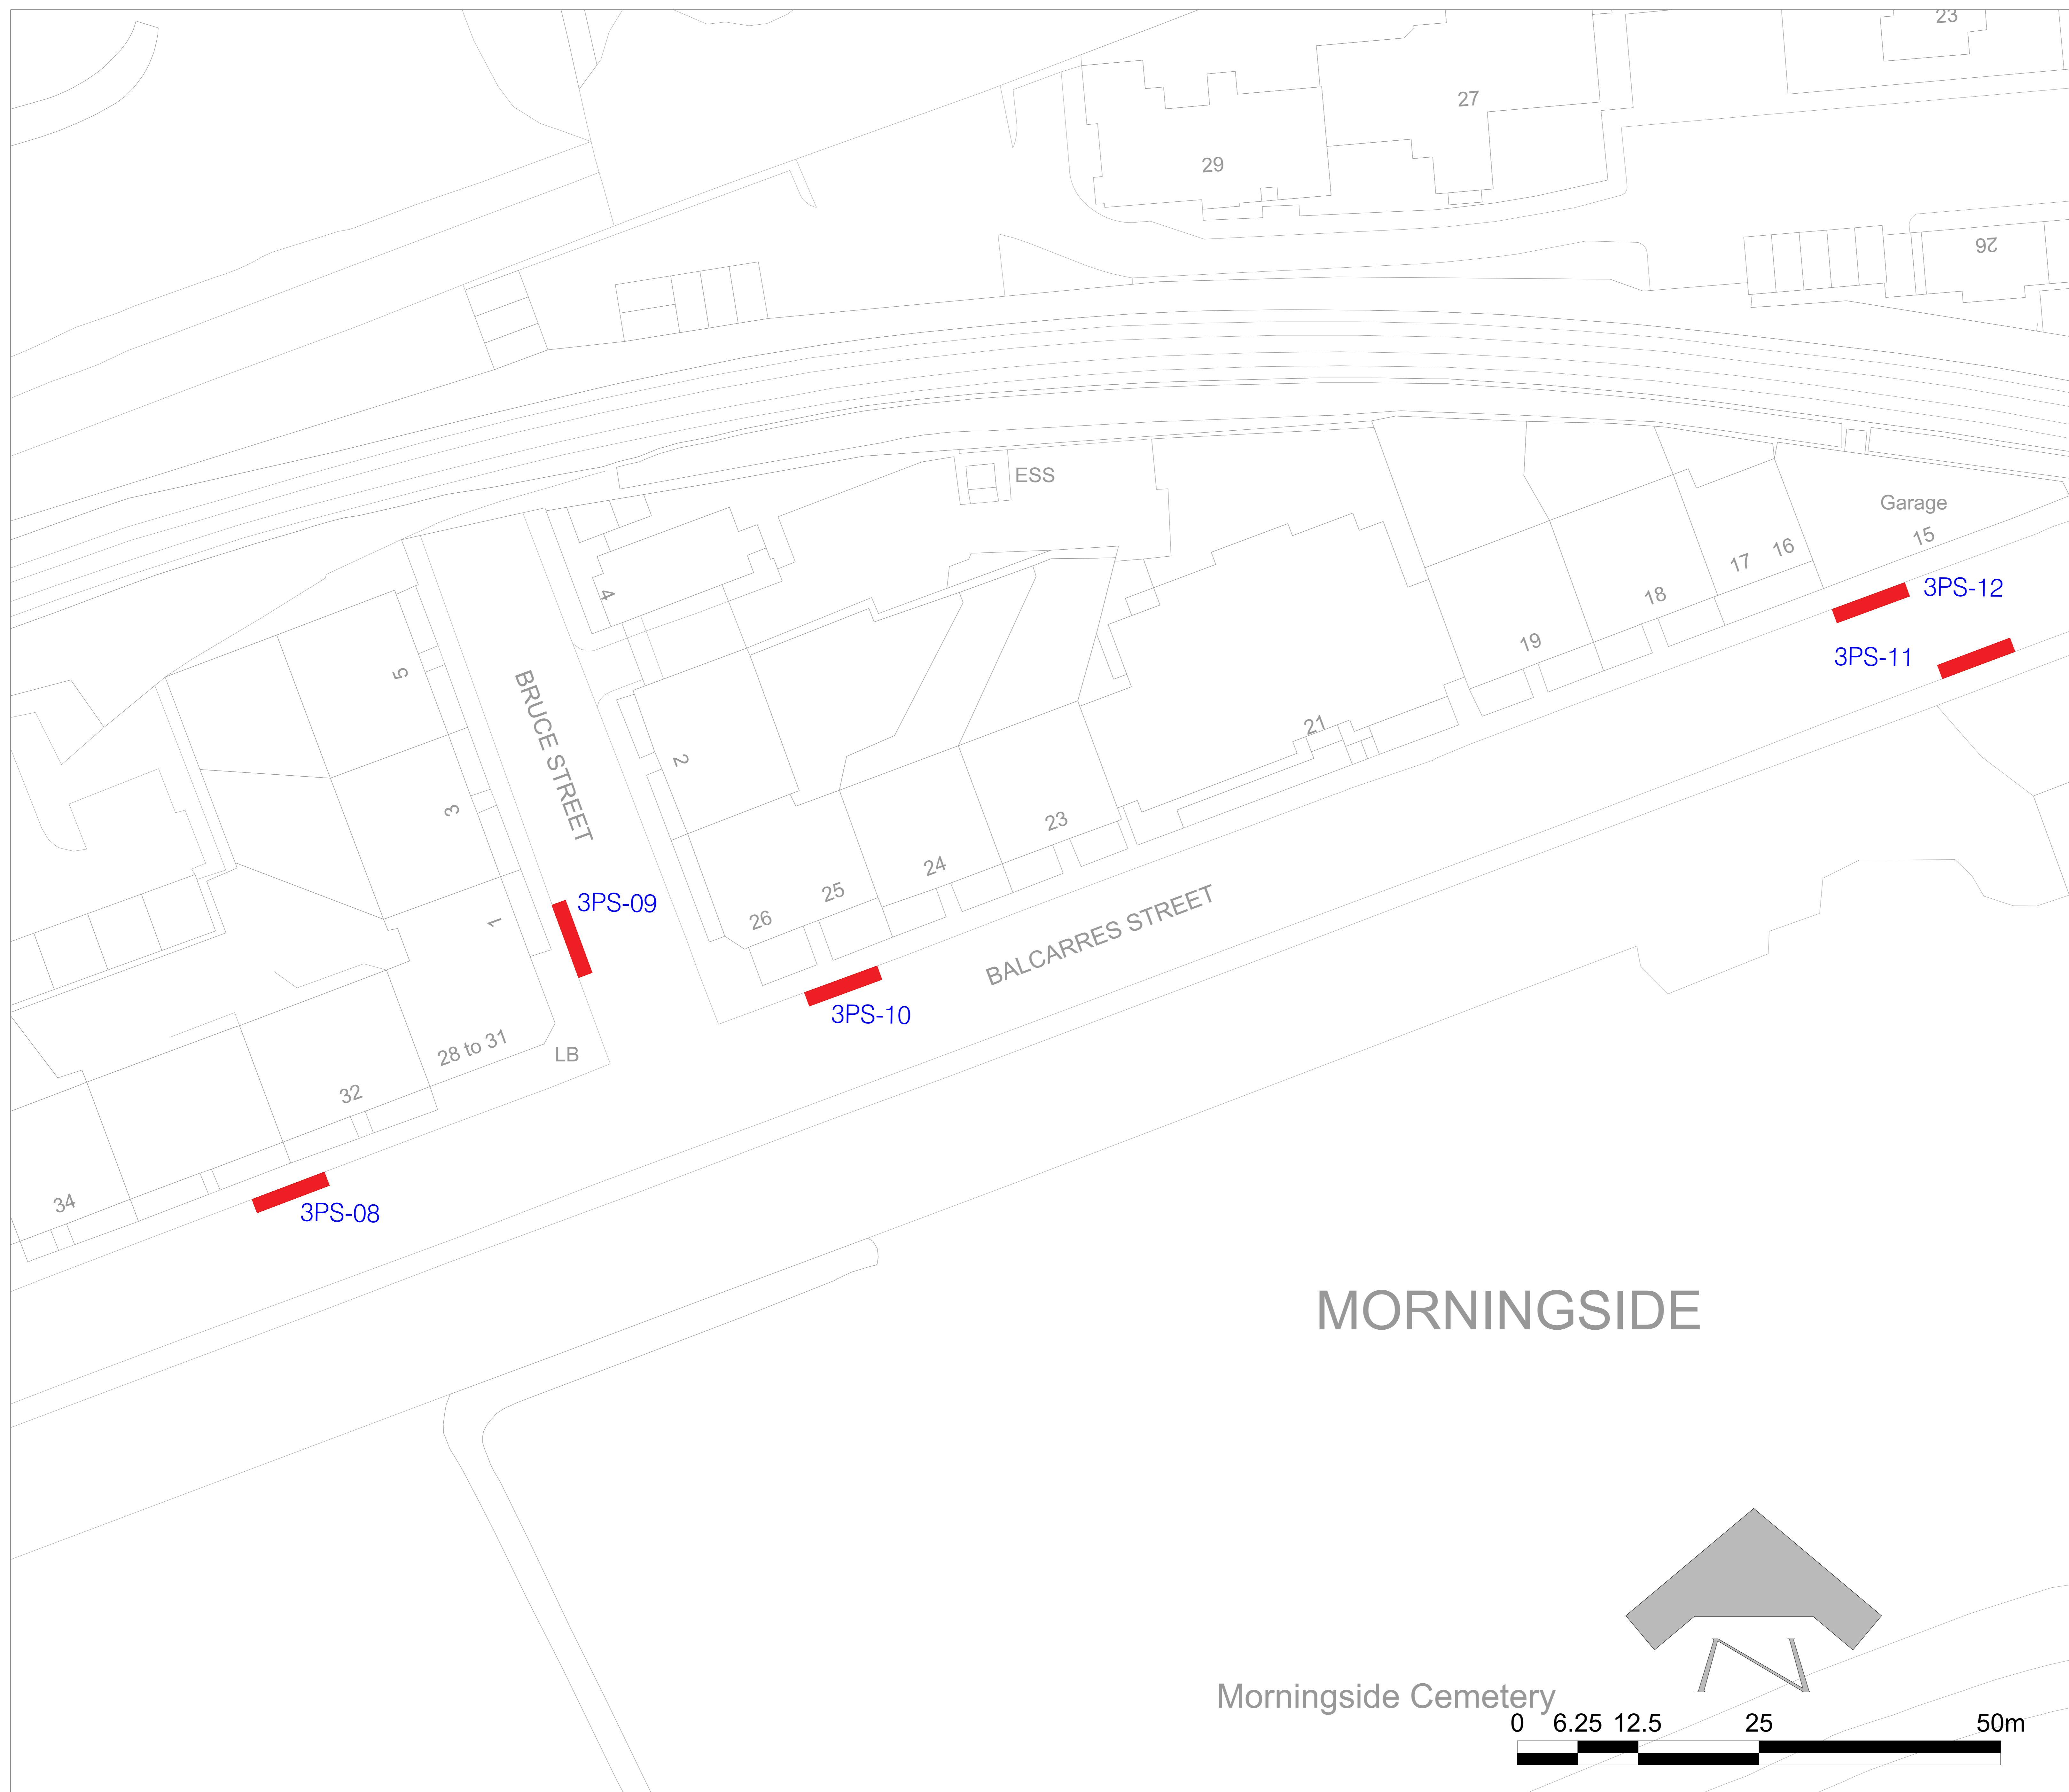 23
27
29
26
ESS
Garage
15
16
17
3PS-12
4
18
5
19
3PS-11
BRUCE STREET
21
2
3
23
24
25
3PS-09
26
1
BALCARRES STREET
3PS-10
28 to 31
LB
32
34
3PS-08
MORNINGSIDE
N
Morningside Cemetery
0 6.25 12.5 25 50m